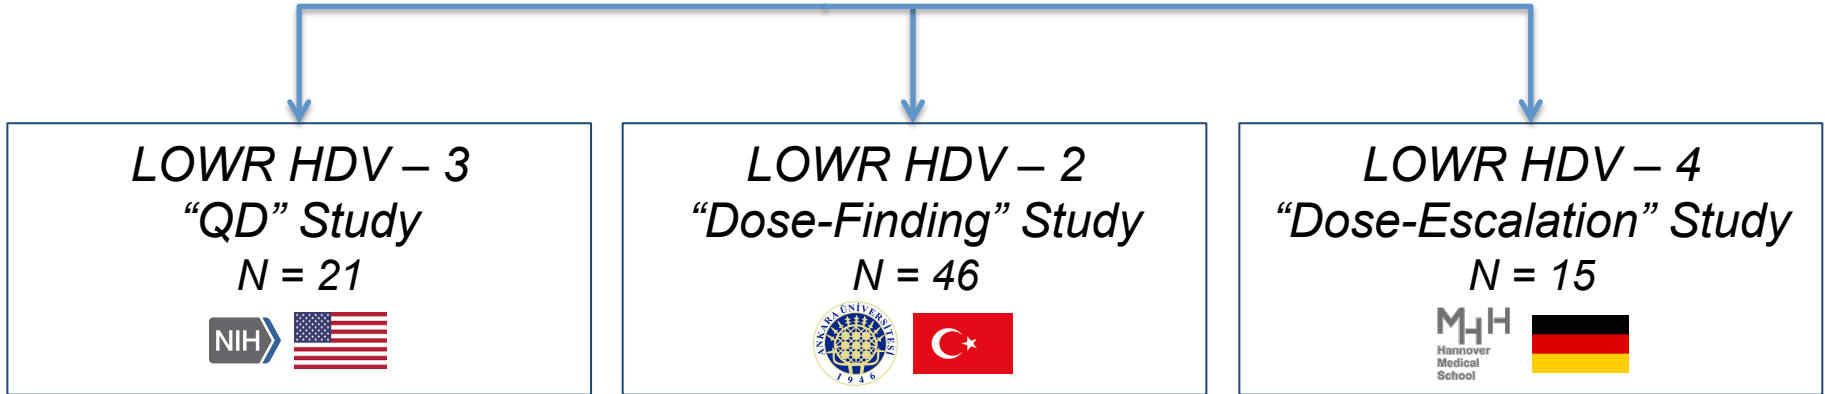 LOWR HDV – 3
“QD” Study
N = 21
NIH
LOWR HDV – 2
“Dose-Finding” Study
N = 46
ANKARA ÜNİVERSİTESİ
1946
LOWR HDV – 4
“Dose-Escalation” Study
N = 15
MHH
Hannover
Medical
School